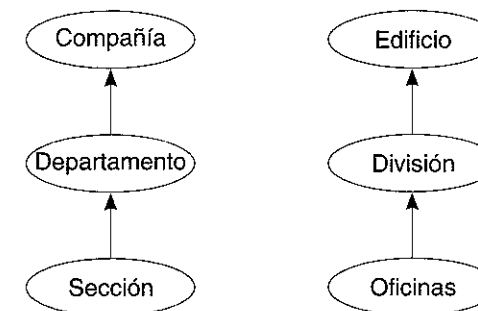 Compañía
Edificio
Departamento
División
Sección
Oficinas